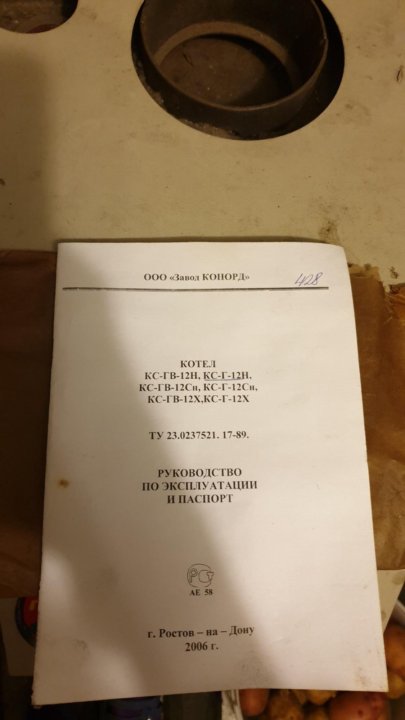 ООО «Завод КОНОРД»
428
КОТЕЛ
КС-ГВ-12Н, КС-Г-12Н,
КС-ГВ-12Сн, КС-Г-12Сн,
КС-ГВ-12Х,КС-Г-12Х
ТУ 23.0237521. 17-89.
РУКОВОДСТВО
ПО ЭКСПЛУАТАЦИИ
И ПАСПОРТ
АЕ 58
г. Ростов – на – Дону
2006 г.